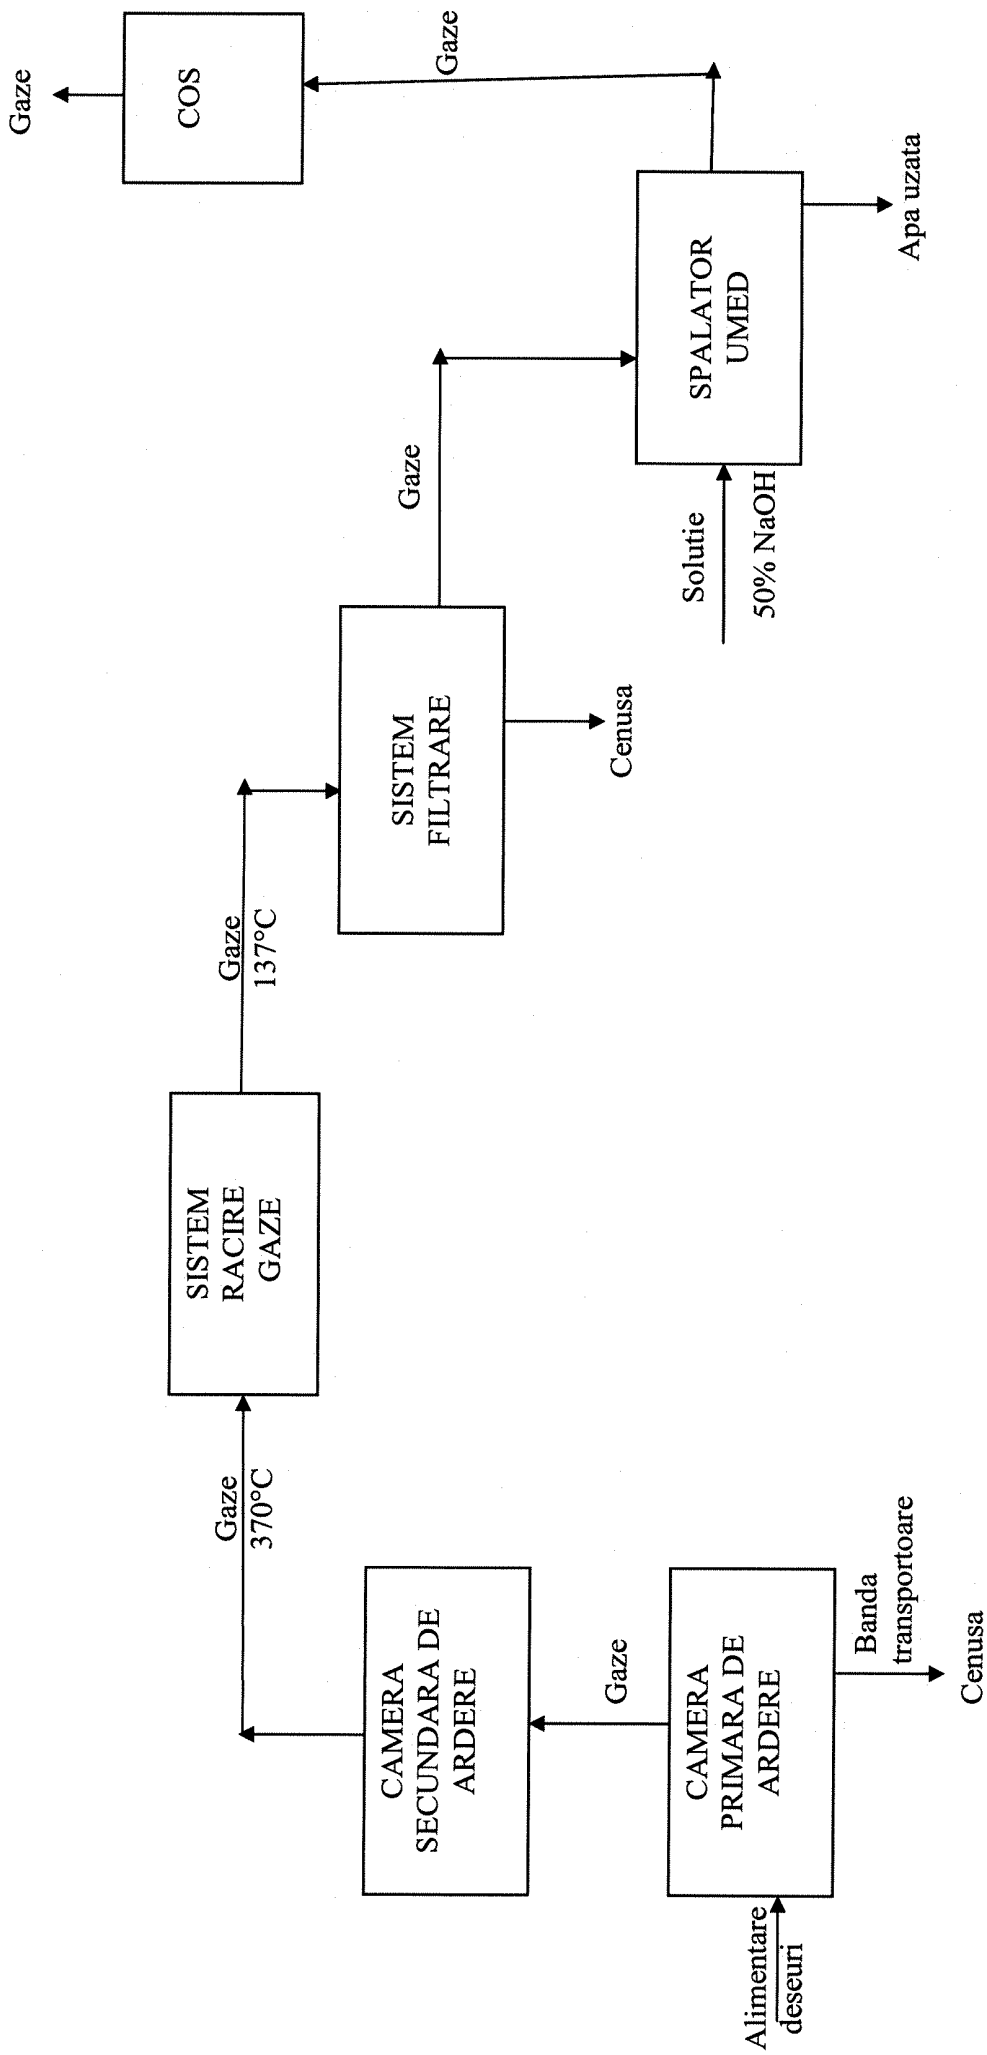 Alimentare
deseuri
CAMERA
PRIMARA DE
ARDERE
Banda
transportoare
Cenusa
Gaze
CAMERA
SECUNDARA DE
ARDERE
Gaze
370°C
SISTEM
RACIRE
GAZE
Gaze
137°C
SISTEM
FILTRARE
Cenusa
Gaze
Solutie
50% NaOH
SPALATOR
UMED
Apa uzata
Gaze
COS
Gaze